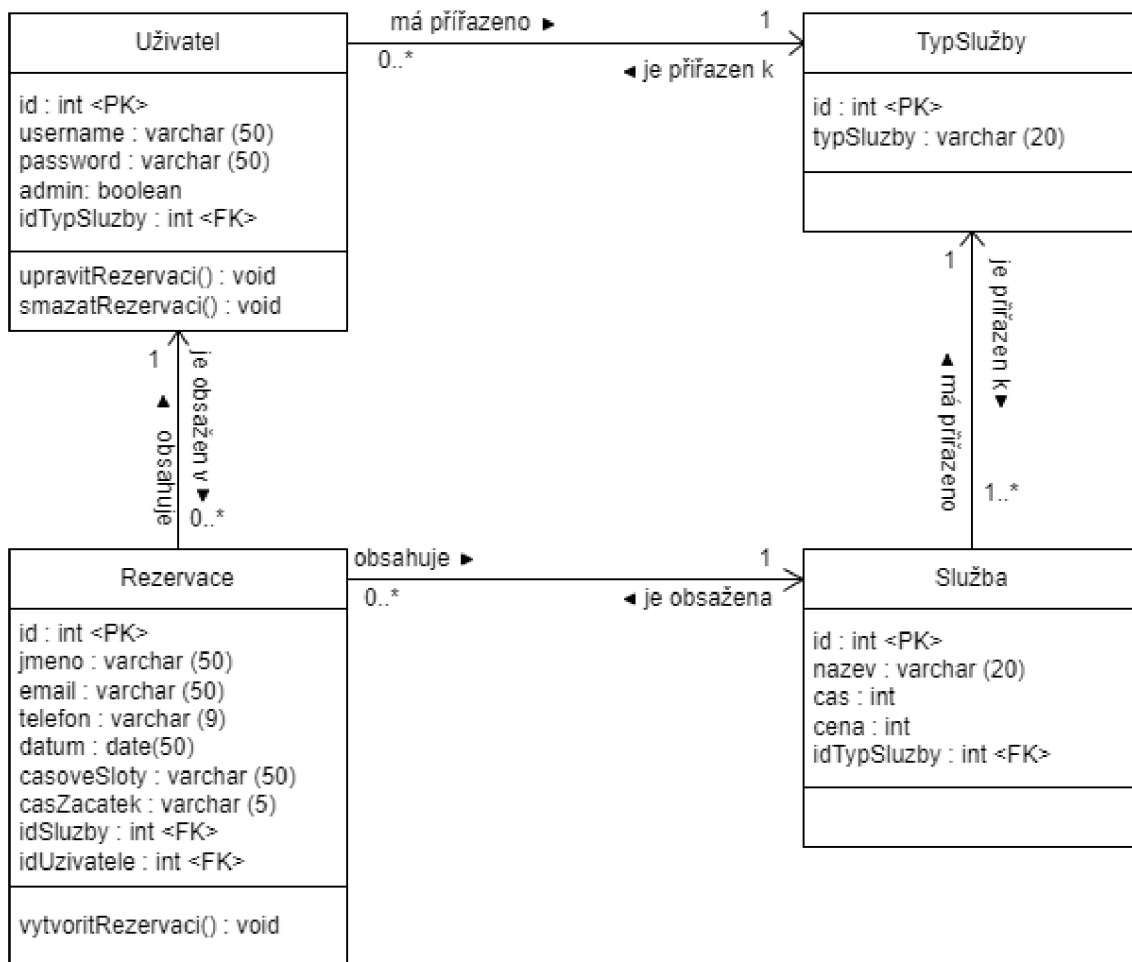 Uživatel
id : int <PK>
username : varchar (50)
password : varchar (50)
admin: boolean
idTypSluzby : int <FK>
upravitRezervaci() : void
smazatRezervaci() : void
má přířazeno ►
1
0..*
◄ je přiřazen k
TypSlužby
id : int <PK>
typSluzby : varchar (20)
1
◄ obsahuje
je obsažen v ►
0..*
1
je přiřazen k ►
◄ má přiřazeno
1..*
Rezervace
id : int <PK>
jmeno : varchar (50)
email : varchar (50)
telefon : varchar (9)
datum : date(50)
casoveSloty : varchar (50)
casZacatek : varchar (5)
idSluzby : int <FK>
idUzivatele : int <FK>
vytvoritRezervaci() : void
obsahuje ►
1
0..*
◄ je obsažena
Služba
id : int <PK>
nazev : varchar (20)
cas : int
cena : int
idTypSluzby : int <FK>